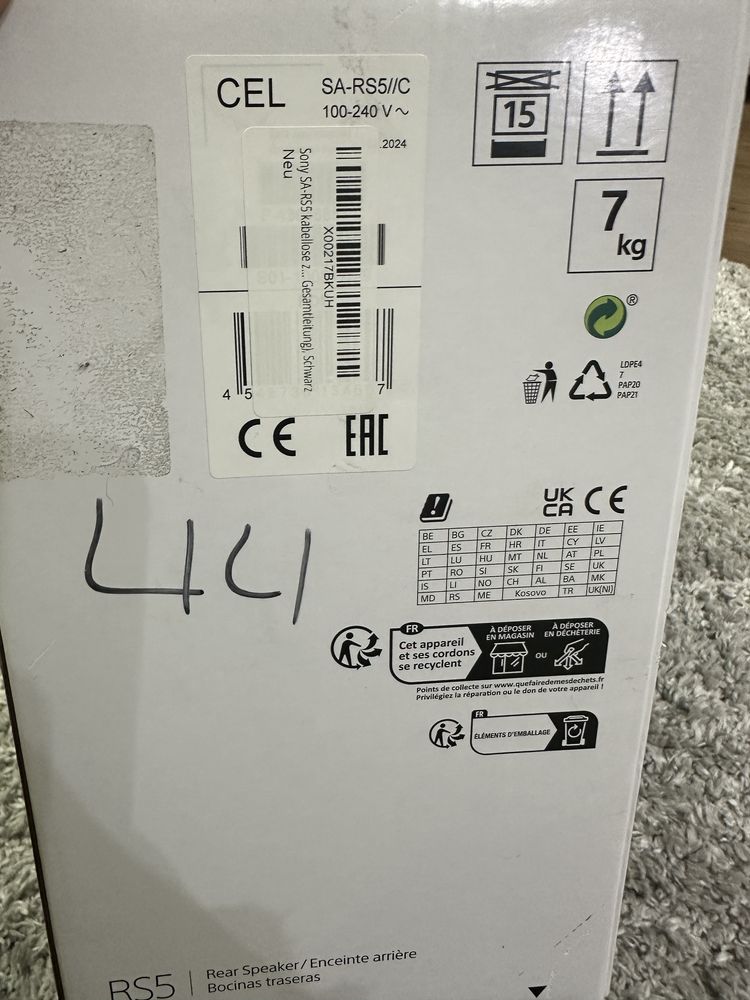 CEL
SA-RS5//C
100-240 V ~
.2024
Sony SA-RS5 kabellose z... Gesamtleitung), Schwarz
Neu
X00217BKUH
4 5
7
CE EAC
15
7
kg
®
LDPE4
7
PAP20
PAP21
44
UK
CA CE
BE BG CZ DK DE EE IE
EL ES FR HR IT CY LV
LT LU HU MT NL AT PL
PT RO SI SK FI SE UK
IS LI NO CH AL BA MK
MD RS ME Kosovo TR UK(NI)
FR
Cet appareil
et ses cordons
se recyclent
À DÉPOSER
EN MAGASIN
OU
À DÉPOSER
EN DÉCHÈTERIE
Points de collecte sur www.quefairedemesdechets.fr
Privilégiez la réparation ou le don de votre appareil !
FR
ÉLÉMENTS D'EMBALLAGE
RS5
Rear Speaker / Enceinte arrière
Bocinas traseras